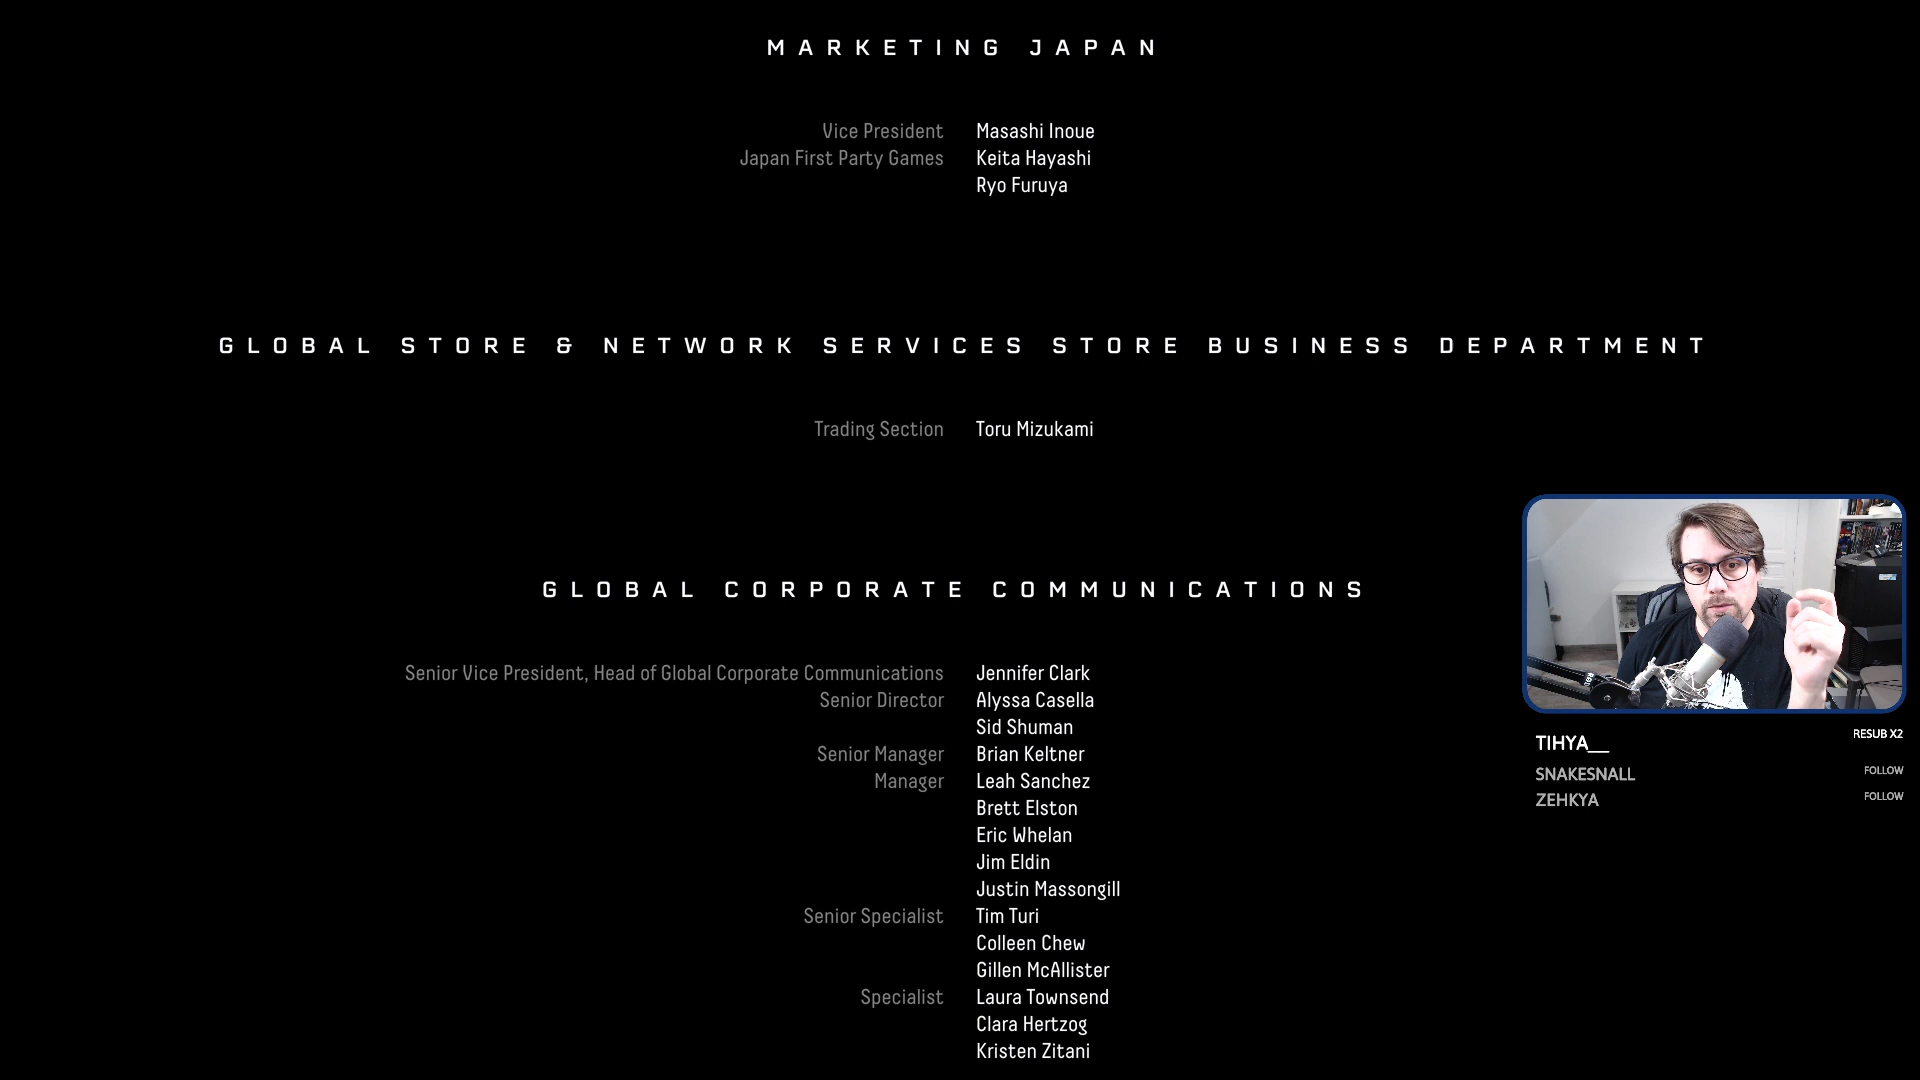 MARKETING JAPAN
Vice President Masashi Inoue
Japan First Party Games Keita Hayashi
Ryo Furuya
GLOBAL STORE & NETWORK SERVICES STORE BUSINESS DEPARTMENT
Trading Section Toru Mizukami
GLOBAL CORPORATE COMMUNICATIONS
Senior Vice President, Head of Global Corporate Communications Jennifer Clark
Senior Director Alyssa Casella
Sid Shuman
Senior Manager Brian Keltner
Manager Leah Sanchez
Brett Elston
Eric Whelan
Jim Eldin
Justin Massongill
Senior Specialist Tim Turi
Colleen Chew
Gillen McAllister
Specialist Laura Townsend
Clara Hertzog
Kristen Zitani
TIHYA__ RESUB X2
SNAKESNALL FOLLOW
ZEHKYA FOLLOW